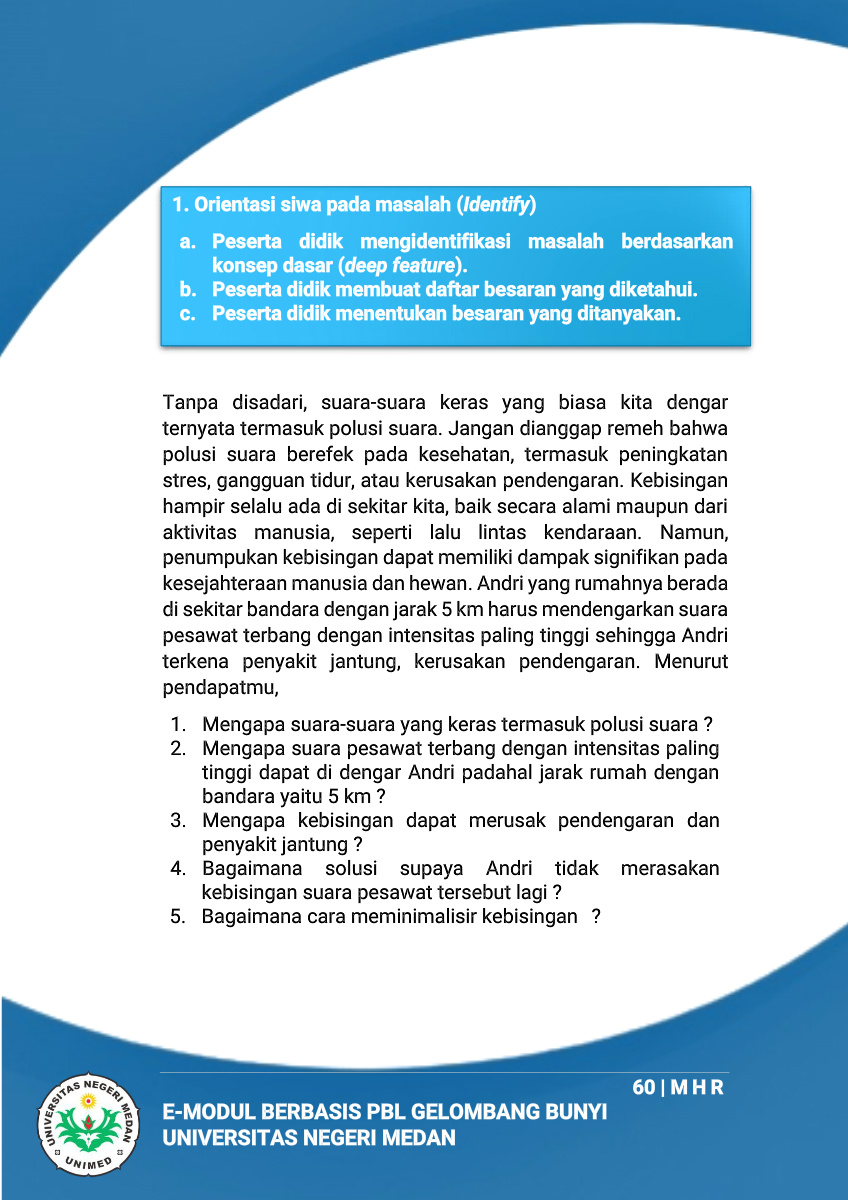 1. Orientasi siwa pada masalah (Identify)
a. Peserta didik mengidentifikasi masalah berdasarkan
konsep dasar (deep feature).
b. Peserta didik membuat daftar besaran yang diketahui.
c. Peserta didik menentukan besaran yang ditanyakan.
Tanpa disadari, suara-suara keras yang biasa kita dengar
ternyata termasuk polusi suara. Jangan dianggap remeh bahwa
polusi suara berefek pada kesehatan, termasuk peningkatan
stres, gangguan tidur, atau kerusakan pendengaran. Kebisingan
hampir selalu ada di sekitar kita, baik secara alami maupun dari
aktivitas manusia, seperti lalu lintas kendaraan. Namun,
penumpukan kebisingan dapat memiliki dampak signifikan pada
kesejahteraan manusia dan hewan. Andri yang rumahnya berada
di sekitar bandara dengan jarak 5 km harus mendengarkan suara
pesawat terbang dengan intensitas paling tinggi sehingga Andri
terkena penyakit jantung, kerusakan pendengaran. Menurut
pendapatmu,
1. Mengapa suara-suara yang keras termasuk polusi suara ?
2. Mengapa suara pesawat terbang dengan intensitas paling
tinggi dapat di dengar Andri padahal jarak rumah dengan
bandara yaitu 5 km ?
3. Mengapa kebisingan dapat merusak pendengaran dan
penyakit jantung ?
4. Bagaimana solusi supaya Andri tidak merasakan
kebisingan suara pesawat tersebut lagi ?
5. Bagaimana cara meminimalisir kebisingan ?
60 | M H R
E-MODUL BERBASIS PBL GELOMBANG BUNYI
UNIVERSITAS NEGERI MEDAN
UNIVERSITAS NEGERI MEDAN
UNIMED